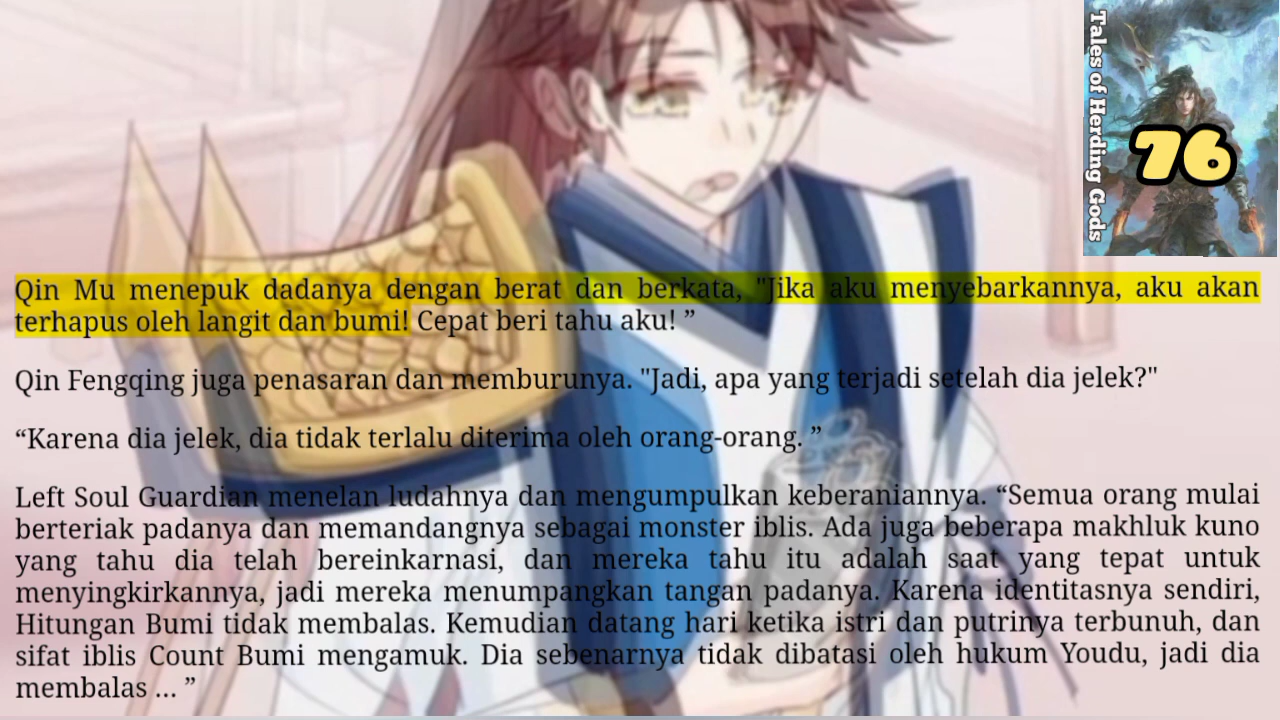 Tales of Herding Gods
76
Qin Mu menepuk dadanya dengan berat dan berkata, "Jika aku menyebarkannya, aku akan
terhapus oleh langit dan bumi! Cepat beri tahu aku! ”
Qin Fengqing juga penasaran dan memburunya. "Jadi, apa yang terjadi setelah dia jelek?"
“Karena dia jelek, dia tidak terlalu diterima oleh orang-orang. ”
Left Soul Guardian menelan ludahnya dan mengumpulkan keberaniannya. “Semua orang mulai
berteriak padanya dan memandangnya sebagai monster iblis. Ada juga beberapa makhluk kuno
yang tahu dia telah bereinkarnasi, dan mereka tahu itu adalah saat yang tepat untuk
menyingkirkannya, jadi mereka menumpangkan tangan padanya. Karena identitasnya sendiri,
Hitungan Bumi tidak membalas. Kemudian datang hari ketika istri dan putrinya terbunuh, dan
sifat iblis Count Bumi mengamuk. Dia sebenarnya tidak dibatasi oleh hukum Youdu, jadi dia
membalas ... ”